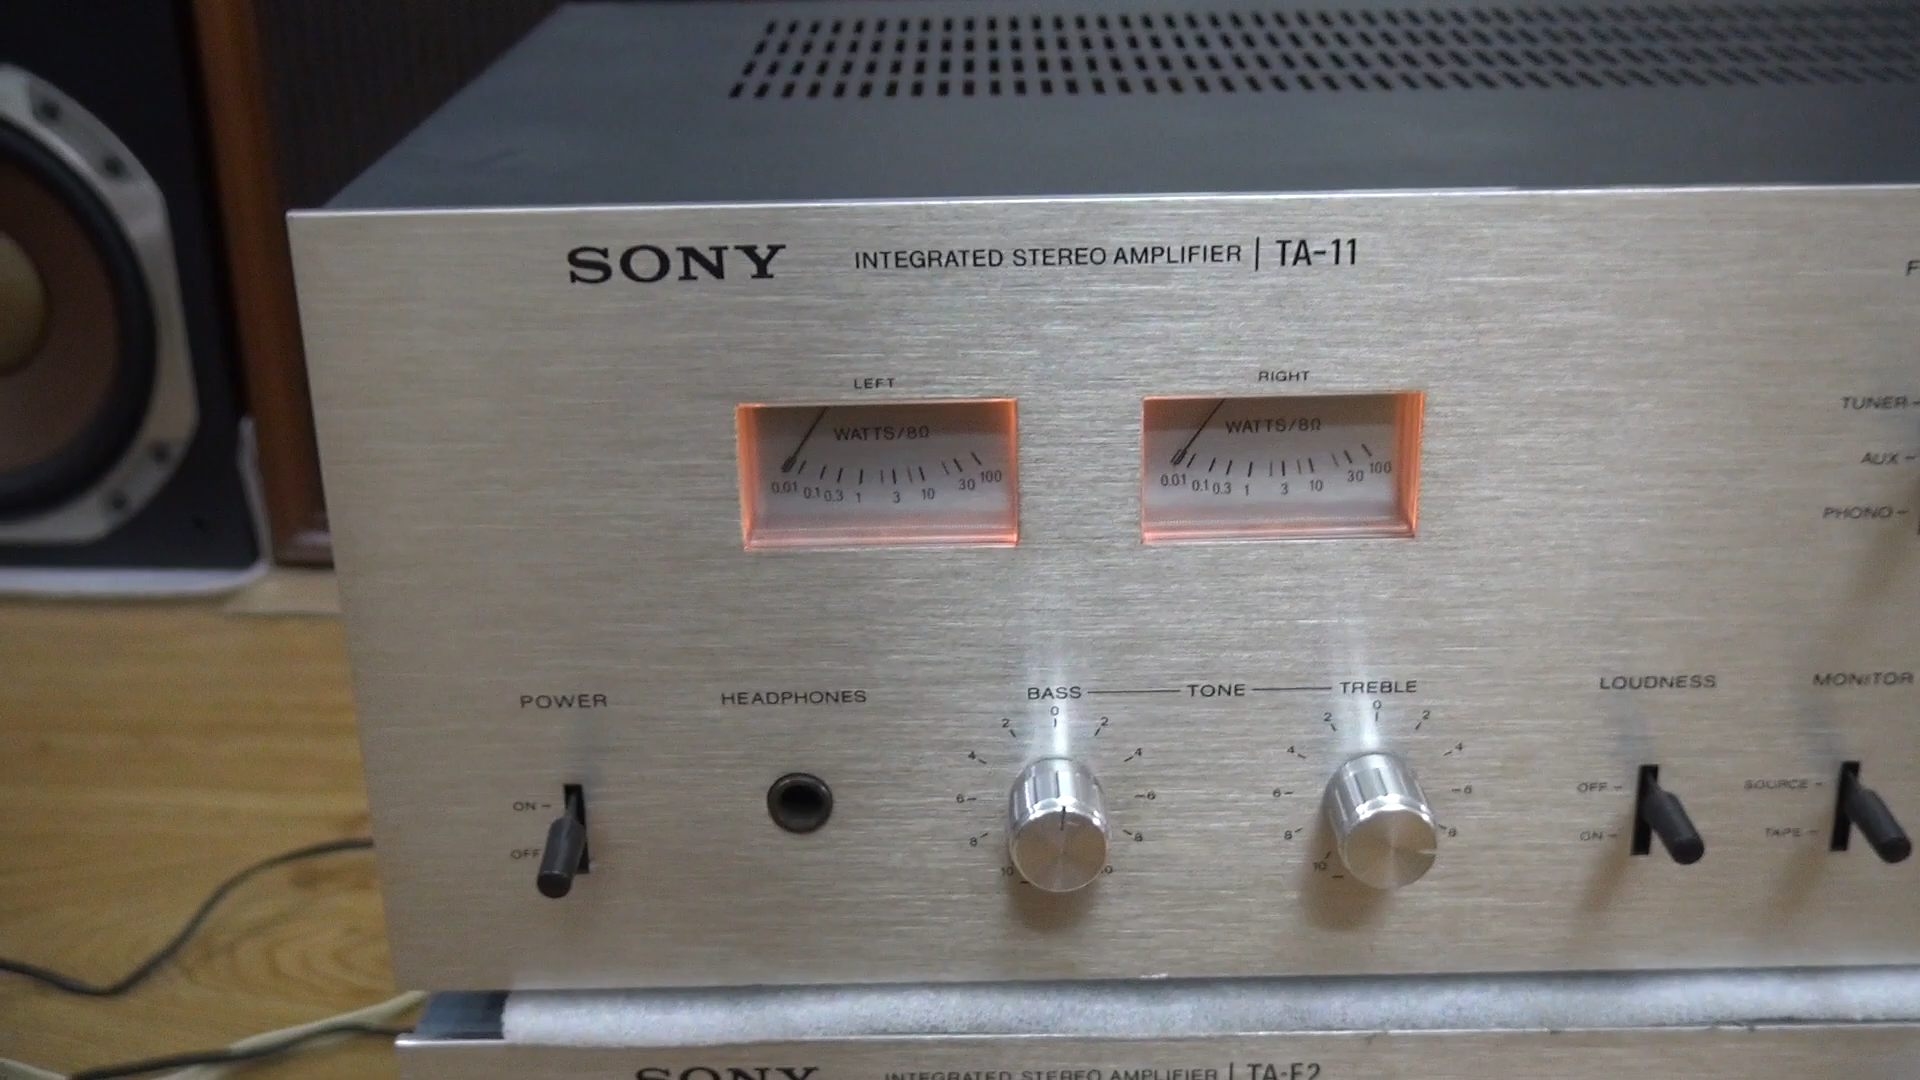 SONY INTEGRATED STEREO AMPLIFIER | TA-11
F
LEFT RIGHT
WATTS/8Ω
0.01 0.1 0.3 1 3 10 30 100
WATTS/8Ω
0.01 0.1 0.3 1 3 10 30 100
TUNER
AUX
PHONO
POWER
ON
OFF
HEADPHONES
BASS TONE TREBLE
0
2 2
4 4
6 6
8 8
10
0
2 2
4 4
6 6
8 8
10
LOUDNESS
OFF
ON
MONITOR
SOURCE
TAPE
SONY INTEGRATED STEREO AMPLIFIER